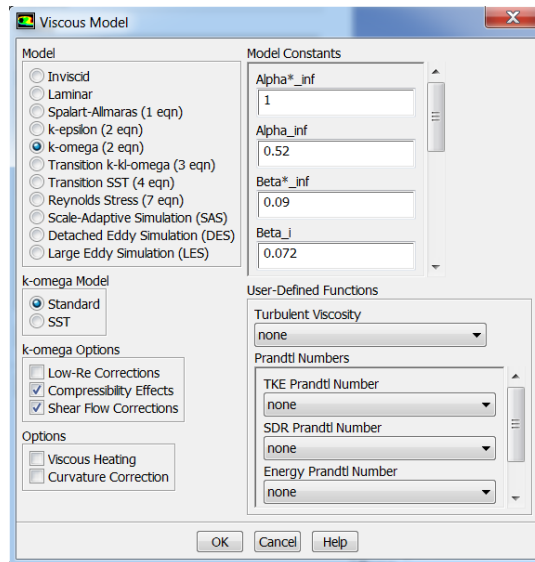 Viscous Model
Model
Inviscid
Laminar
Spalart-Allmaras (1 eqn)
k-epsilon (2 eqn)
k-omega (2 eqn)
Transition k-kl-omega (3 eqn)
Transition SST (4 eqn)
Reynolds Stress (7 eqn)
Scale-Adaptive Simulation (SAS)
Detached Eddy Simulation (DES)
Large Eddy Simulation (LES)
k-omega Model
Standard
SST
k-omega Options
Low-Re Corrections
Compressibility Effects
Shear Flow Corrections
Options
Viscous Heating
Curvature Correction
Model Constants
Alpha*_inf
1
Alpha_inf
0.52
Beta*_inf
0.09
Beta_i
0.072
User-Defined Functions
Turbulent Viscosity
none
Prandtl Numbers
TKE Prandtl Number
none
SDR Prandtl Number
none
Energy Prandtl Number
none
OK Cancel Help